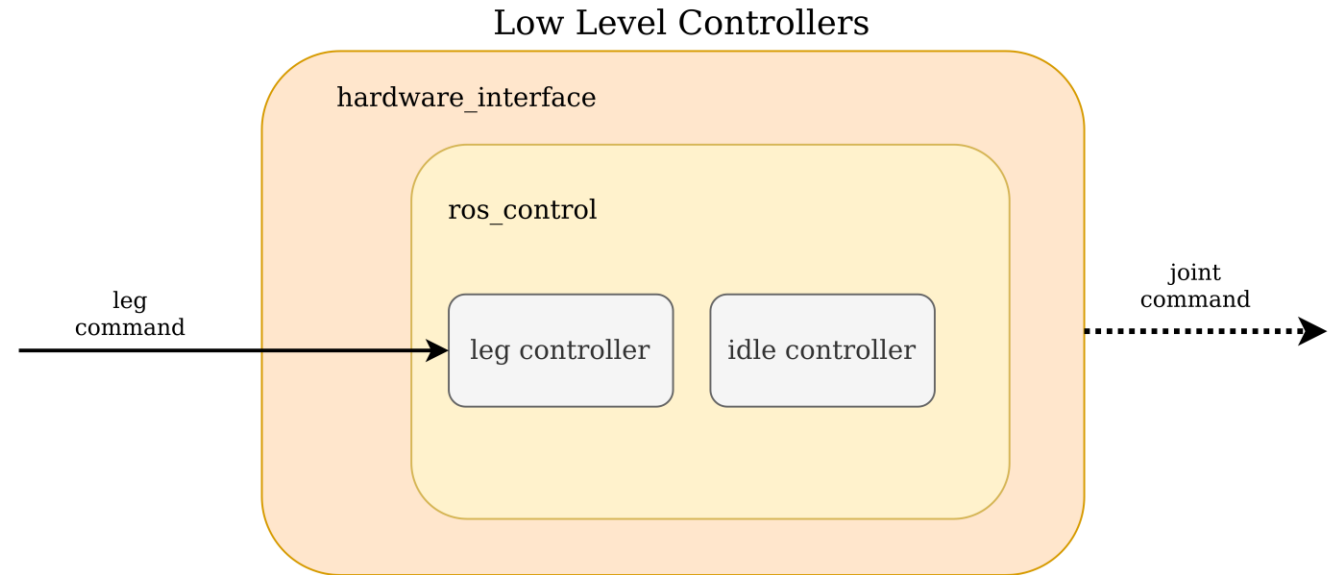 Low Level Controllers
hardware_interface
ros_control
leg
command
leg controller
idle controller
joint
command